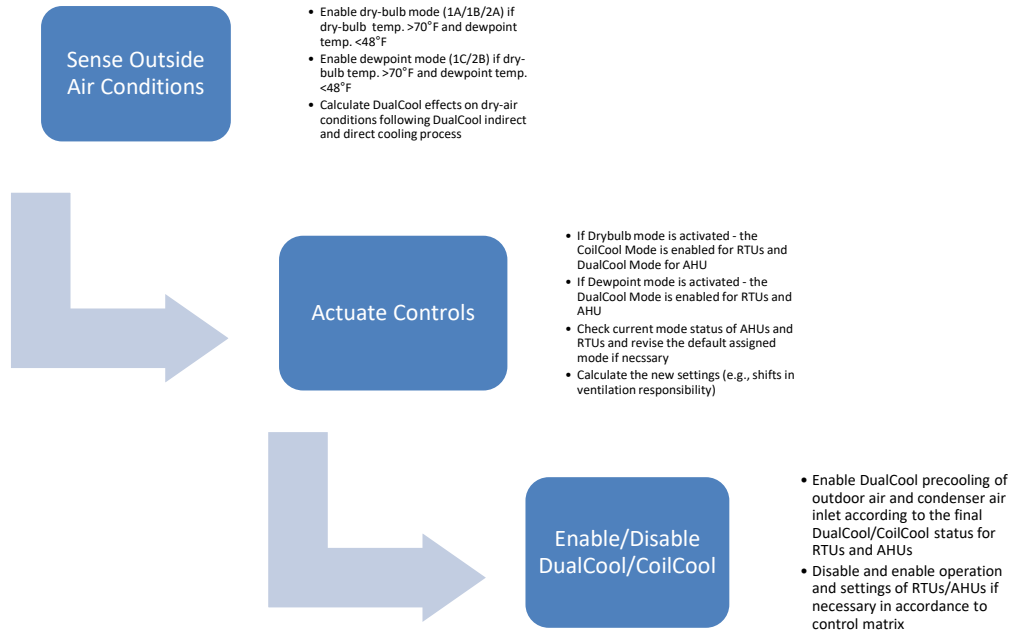 Sense Outside
Air Conditions
• Enable dry-bulb mode (1A/1B/2A) if
dry-bulb temp. >70°F and dewpoint
temp. <48°F
• Enable dewpoint mode (1C/2B) if dry-
bulb temp. >70°F and dewpoint temp.
<48°F
• Calculate DualCool effects on dry-air
conditions following DualCool indirect
and direct cooling process
Actuate Controls
• If Drybulb mode is activated - the
CoilCool Mode is enabled for RTUs and
DualCool Mode for AHU
• If Dewpoint mode is activated - the
DualCool Mode is enabled for RTUs and
AHU
• Check current mode status of AHUs and
RTUs and revise the default assigned
mode if necssary
• Calculate the new settings (e.g., shifts in
ventilation responsibility)
Enable/Disable
DualCool/CoilCool
• Enable DualCool precooling of
outdoor air and condenser air
inlet according to the final
DualCool/CoilCool status for
RTUs and AHUs
• Disable and enable operation
and settings of RTUs/AHUs if
necessary in accordance to
control matrix